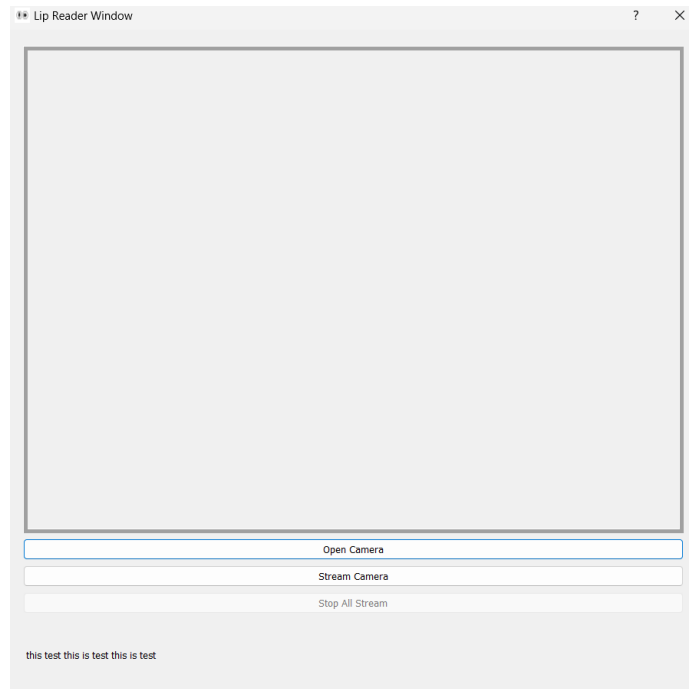 Lip Reader Window ?
Open Camera
Stream Camera
Stop All Stream
this test this is test this is test